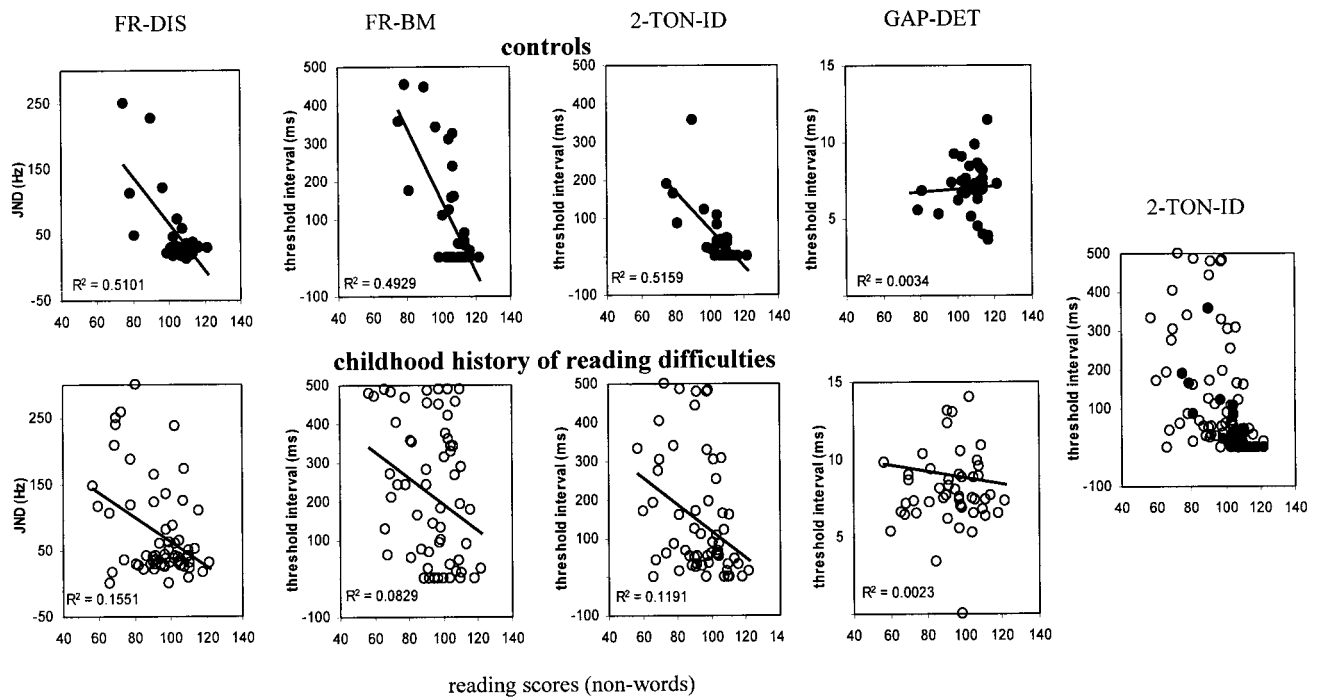 FR-DIS FR-BM 2-TON-ID GAP-DET
controls
JND (Hz)
250
150
50
-50
R² = 0.5101
40 60 80 100 120 140
threshold interval (ms)
500
400
300
200
100
-100
R² = 0.4929
40 60 80 100 120 140
threshold interval (ms)
500
400
300
200
100
-100
R² = 0.5159
40 60 80 100 120 140
threshold interval (ms)
15
10
5
R² = 0.0034
40 60 80 100 120 140
2-TON-ID
threshold interval (ms)
500
400
300
200
100
-100
40 60 80 100 120 140
childhood history of reading difficulties
JND (Hz)
250
150
50
-50
R² = 0.1551
40 60 80 100 120 140
threshold interval (ms)
500
400
300
200
100
-100
R² = 0.0829
40 60 80 100 120 140
threshold interval (ms)
500
400
300
200
100
-100
R² = 0.1191
40 60 80 100 120 140
threshold interval (ms)
15
10
5
R² = 0.0023
40 60 80 100 120 140
reading scores (non-words)